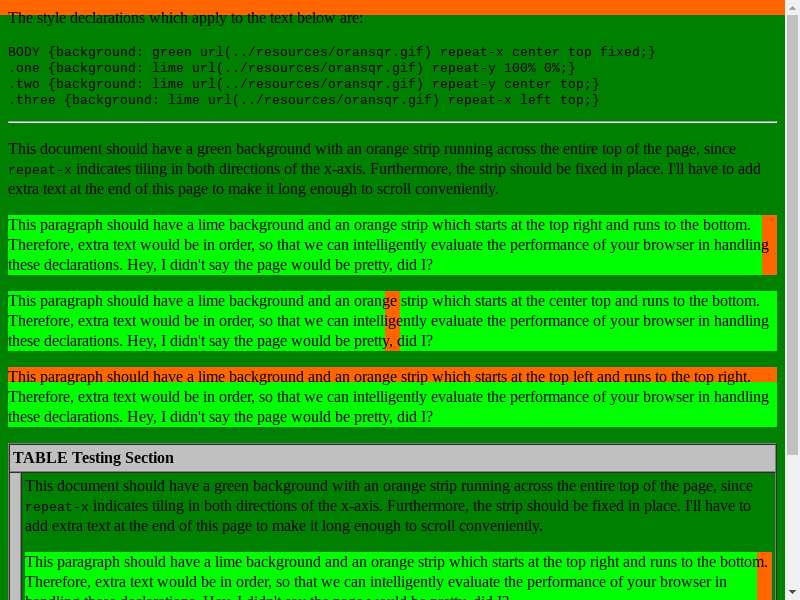 The style declarations which apply to the text below are:
BODY {background: green url(../resources/oransqr.gif) repeat-x center top fixed;}
.one {background: lime url(../resources/oransqr.gif) repeat-y 100% 0%;}
.two {background: lime url(../resources/oransqr.gif) repeat-y center top;}
.three {background: lime url(../resources/oransqr.gif) repeat-x left top;}
This document should have a green background with an orange strip running across the entire top of the page, since
repeat-x indicates tiling in both directions of the x-axis. Furthermore, the strip should be fixed in place. I'll have to add
extra text at the end of this page to make it long enough to scroll conveniently.
This paragraph should have a lime background and an orange strip which starts at the top right and runs to the bottom.
Therefore, extra text would be in order, so that we can intelligently evaluate the performance of your browser in handling
these declarations. Hey, I didn't say the page would be pretty, did I?
This paragraph should have a lime background and an orange strip which starts at the center top and runs to the bottom.
Therefore, extra text would be in order, so that we can intelligently evaluate the performance of your browser in handling
these declarations. Hey, I didn't say the page would be pretty, did I?
This paragraph should have a lime background and an orange strip which starts at the top left and runs to the top right.
Therefore, extra text would be in order, so that we can intelligently evaluate the performance of your browser in handling
these declarations. Hey, I didn't say the page would be pretty, did I?
TABLE Testing Section
This document should have a green background with an orange strip running across the entire top of the page, since
repeat-x indicates tiling in both directions of the x-axis. Furthermore, the strip should be fixed in place. I'll have to
add extra text at the end of this page to make it long enough to scroll conveniently.
This paragraph should have a lime background and an orange strip which starts at the top right and runs to the bottom.
Therefore, extra text would be in order, so that we can intelligently evaluate the performance of your browser in
handling these declarations. Hey, I didn't say the page would be pretty, did I?